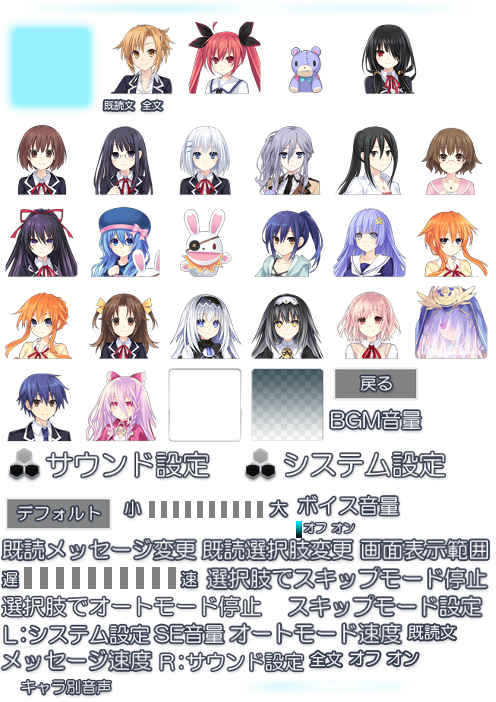 既読文 全文
戻る
BGM音量
サウンド設定 システム設定
デフォルト 小 大 ボイス音量
オフ オン
既読メッセージ変更 既読選択肢変更 画面表示範囲
遅 速 選択肢でスキップモード停止
選択肢でオートモード停止 スキップモード設定
L:システム設定 SE音量 オートモード速度 既読文
メッセージ速度 R:サウンド設定 全文 オフ オン
キャラ別音声